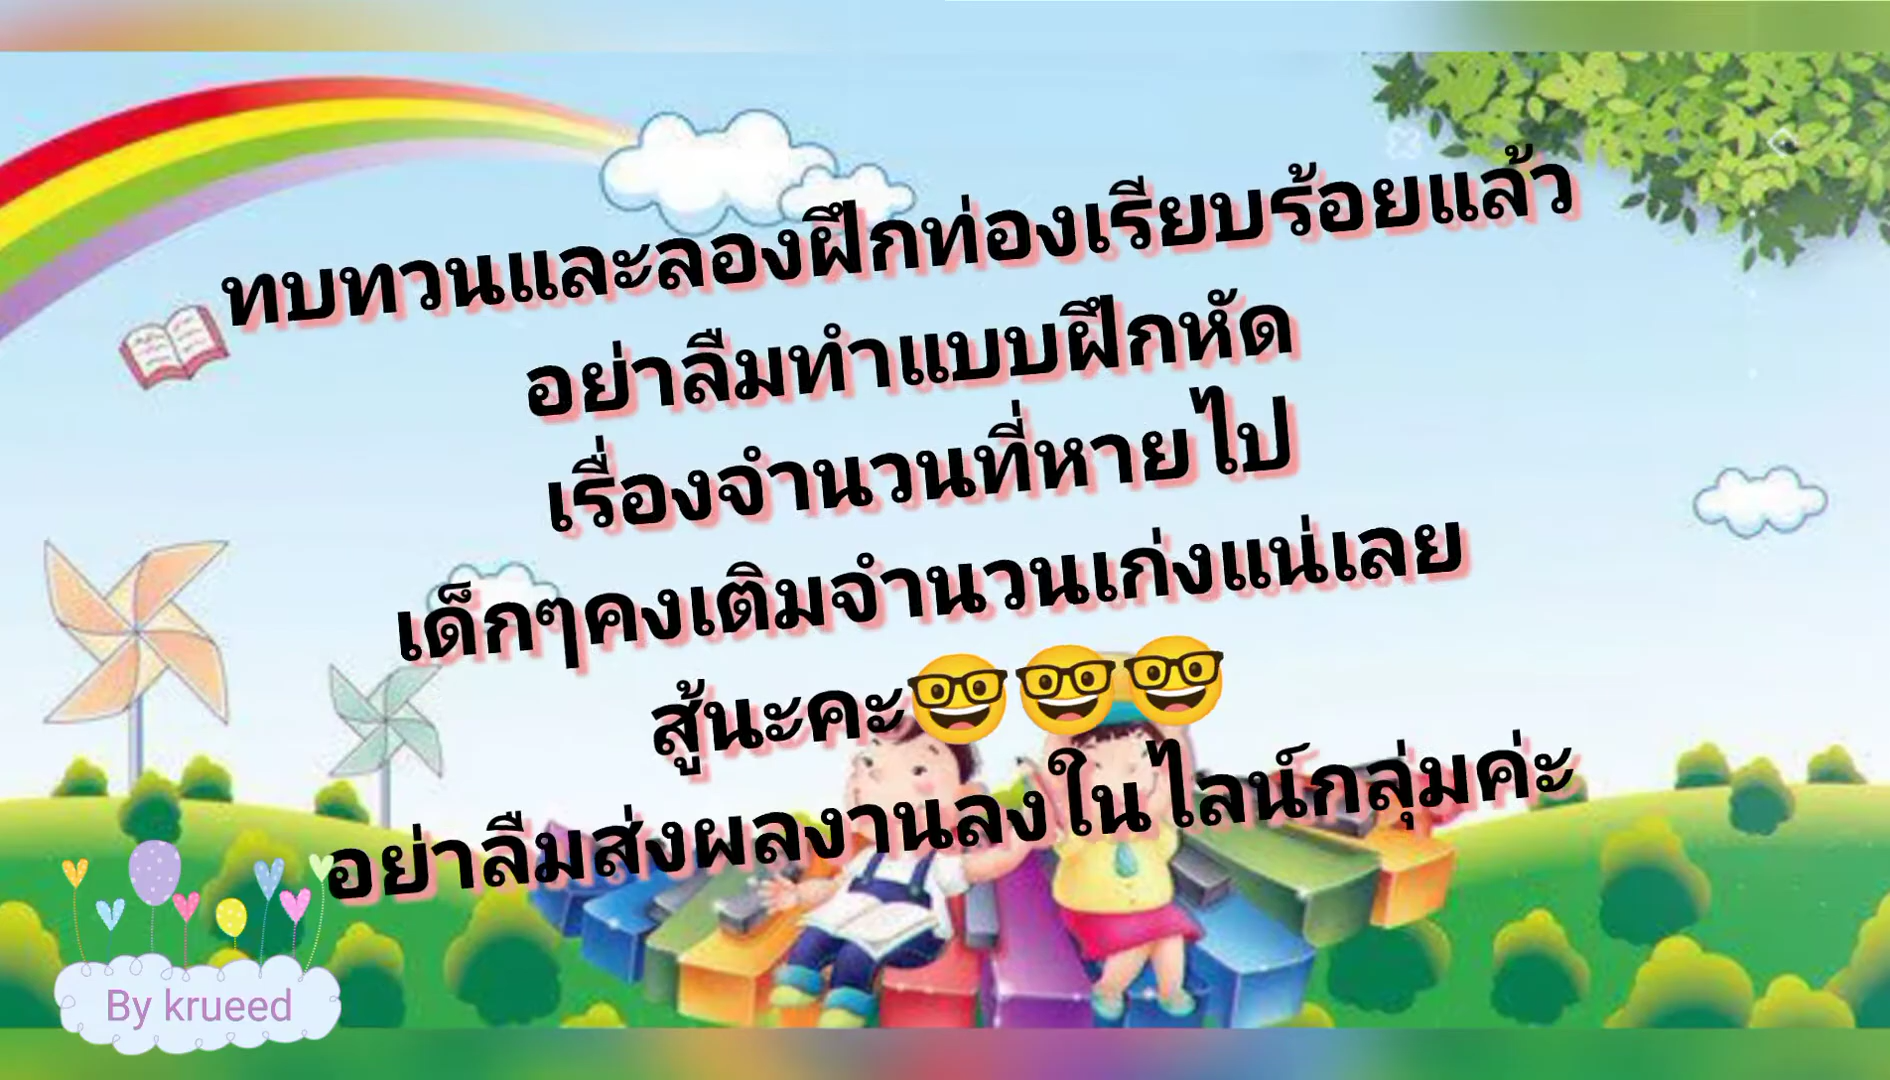 ทบทวนและลองฝึกท่องเรียบร้อยแล้ว
อย่าลืมทำแบบฝึกหัด
เรื่องจำนวนที่หายไป
เด็กๆคงเติมจำนวนเก่งแน่เลย
สู้นะคะ🤓🤓🤓
อย่าลืมส่งผลงานลงในไลน์กลุ่มค่ะ
By krueed